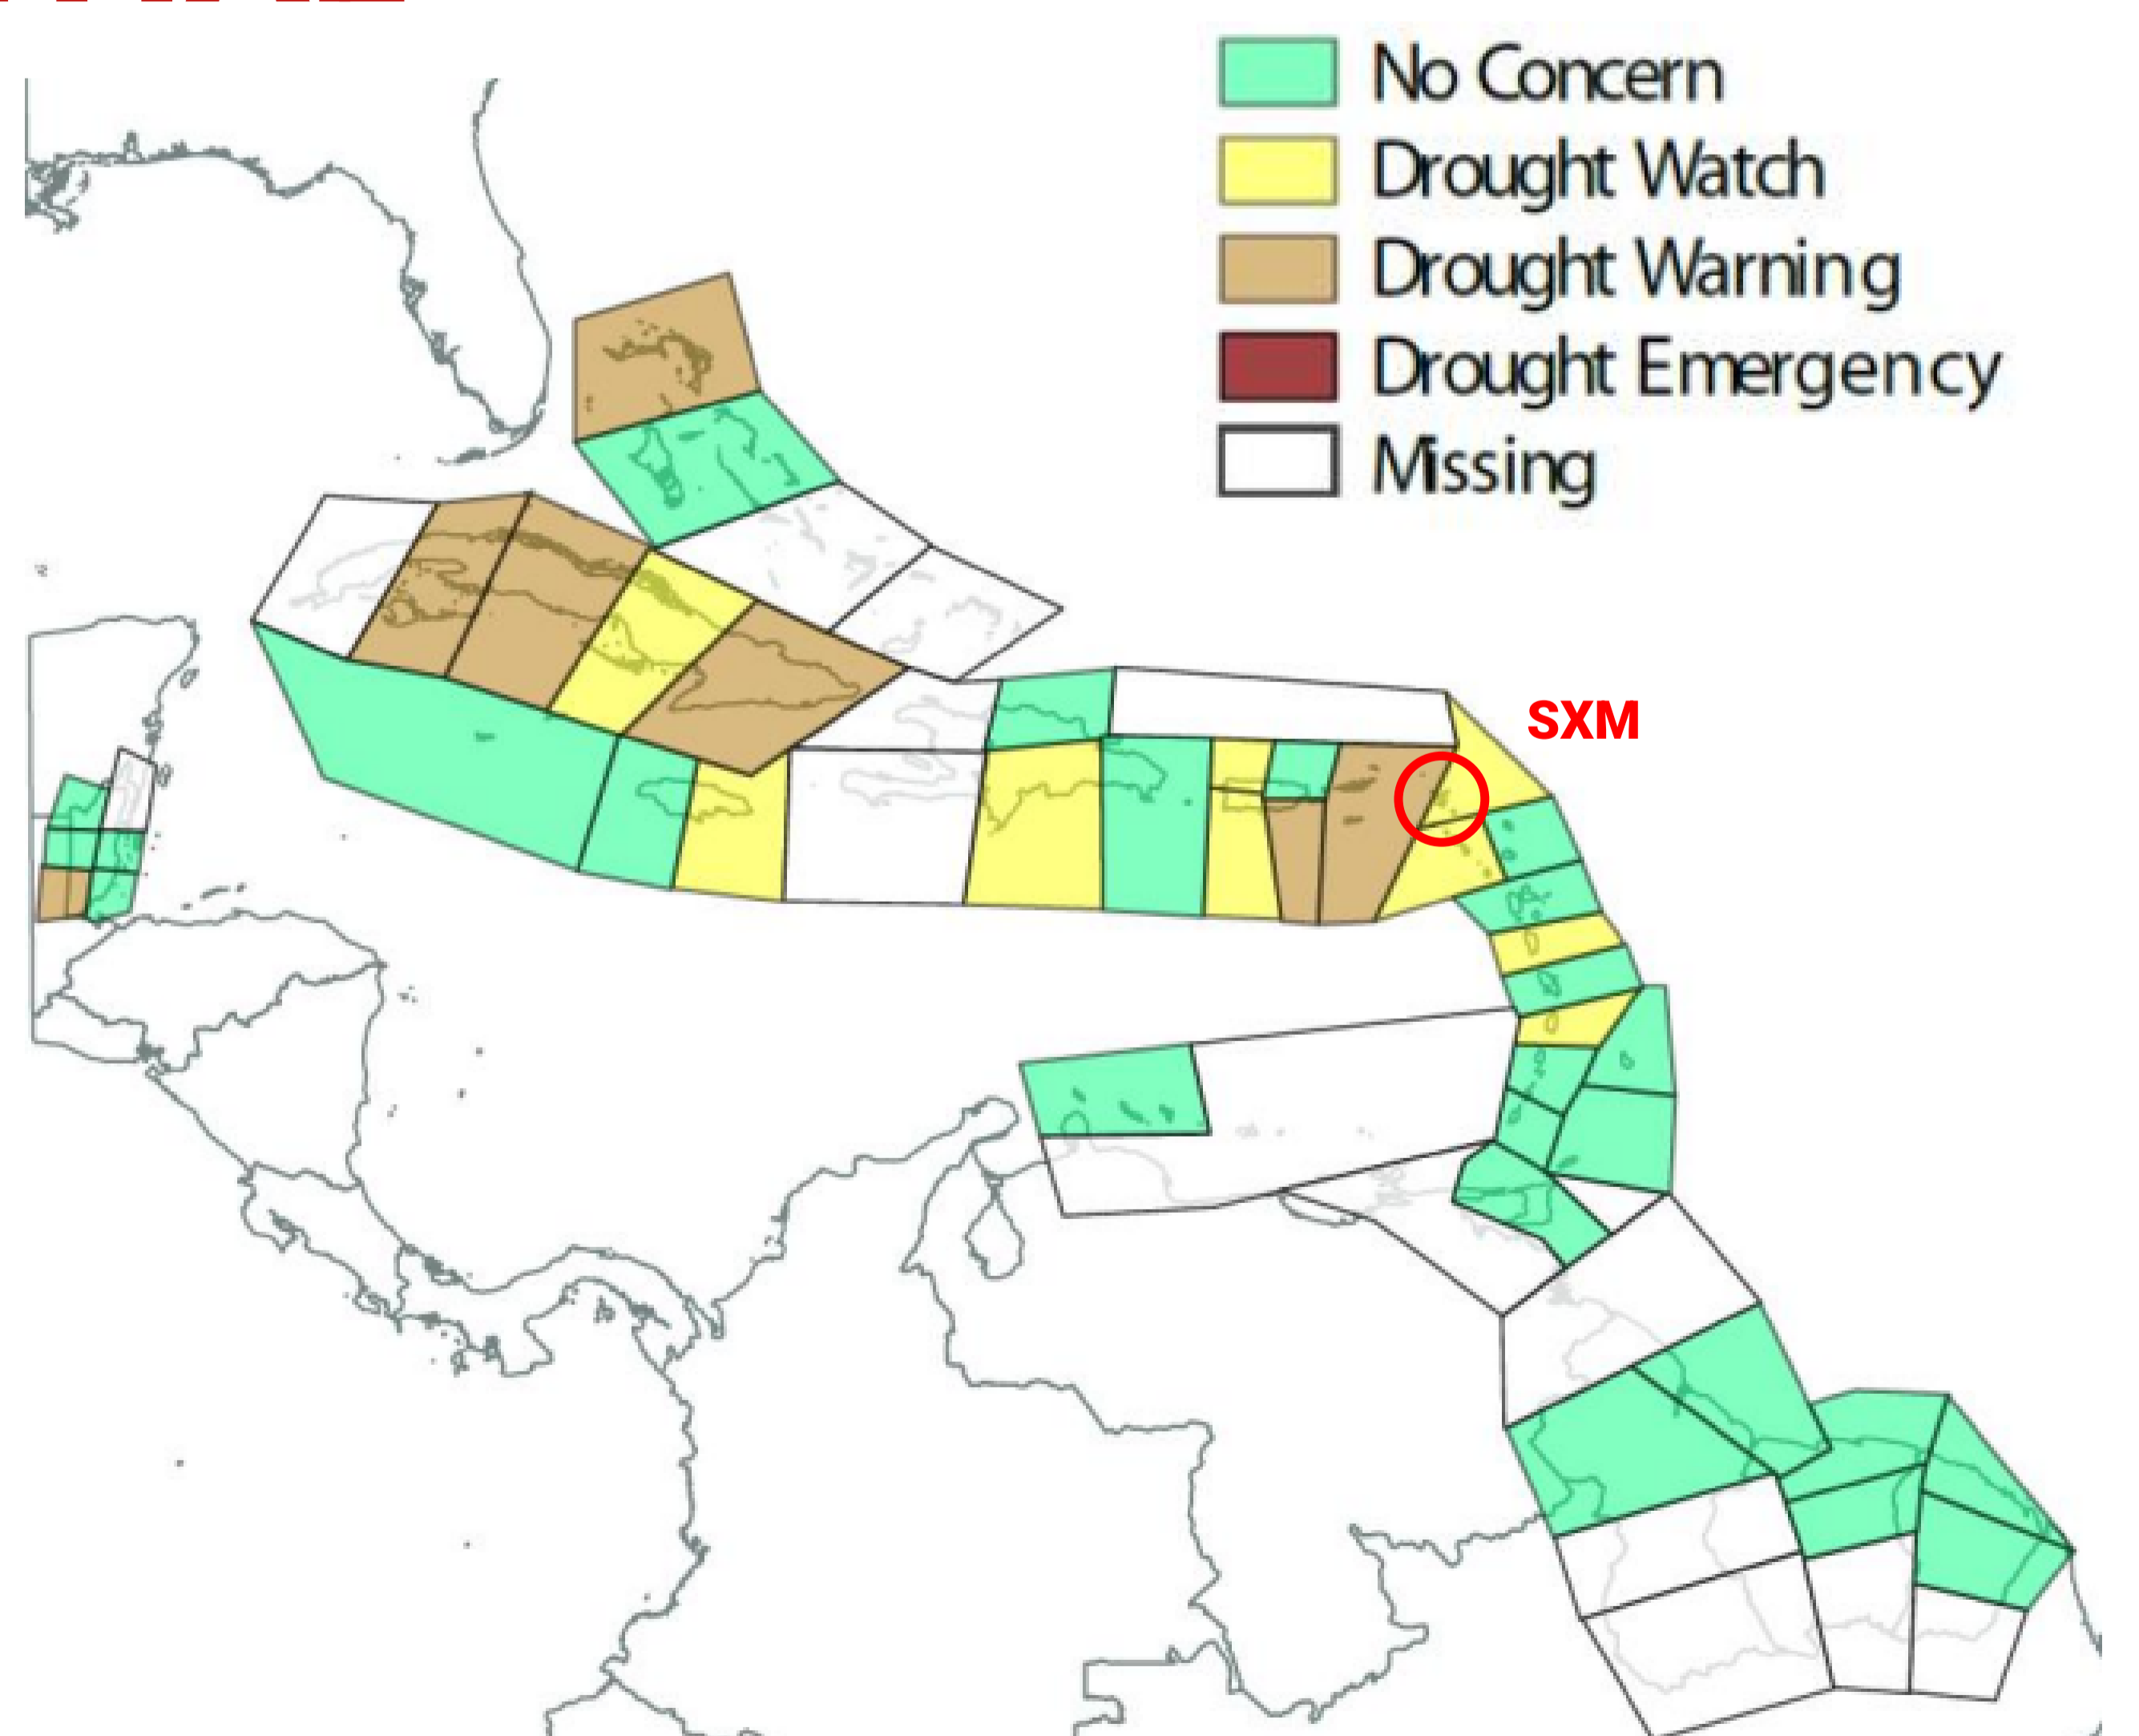 No Concern
Drought Watch
Drought Warning
Drought Emergency
Missing
SXM